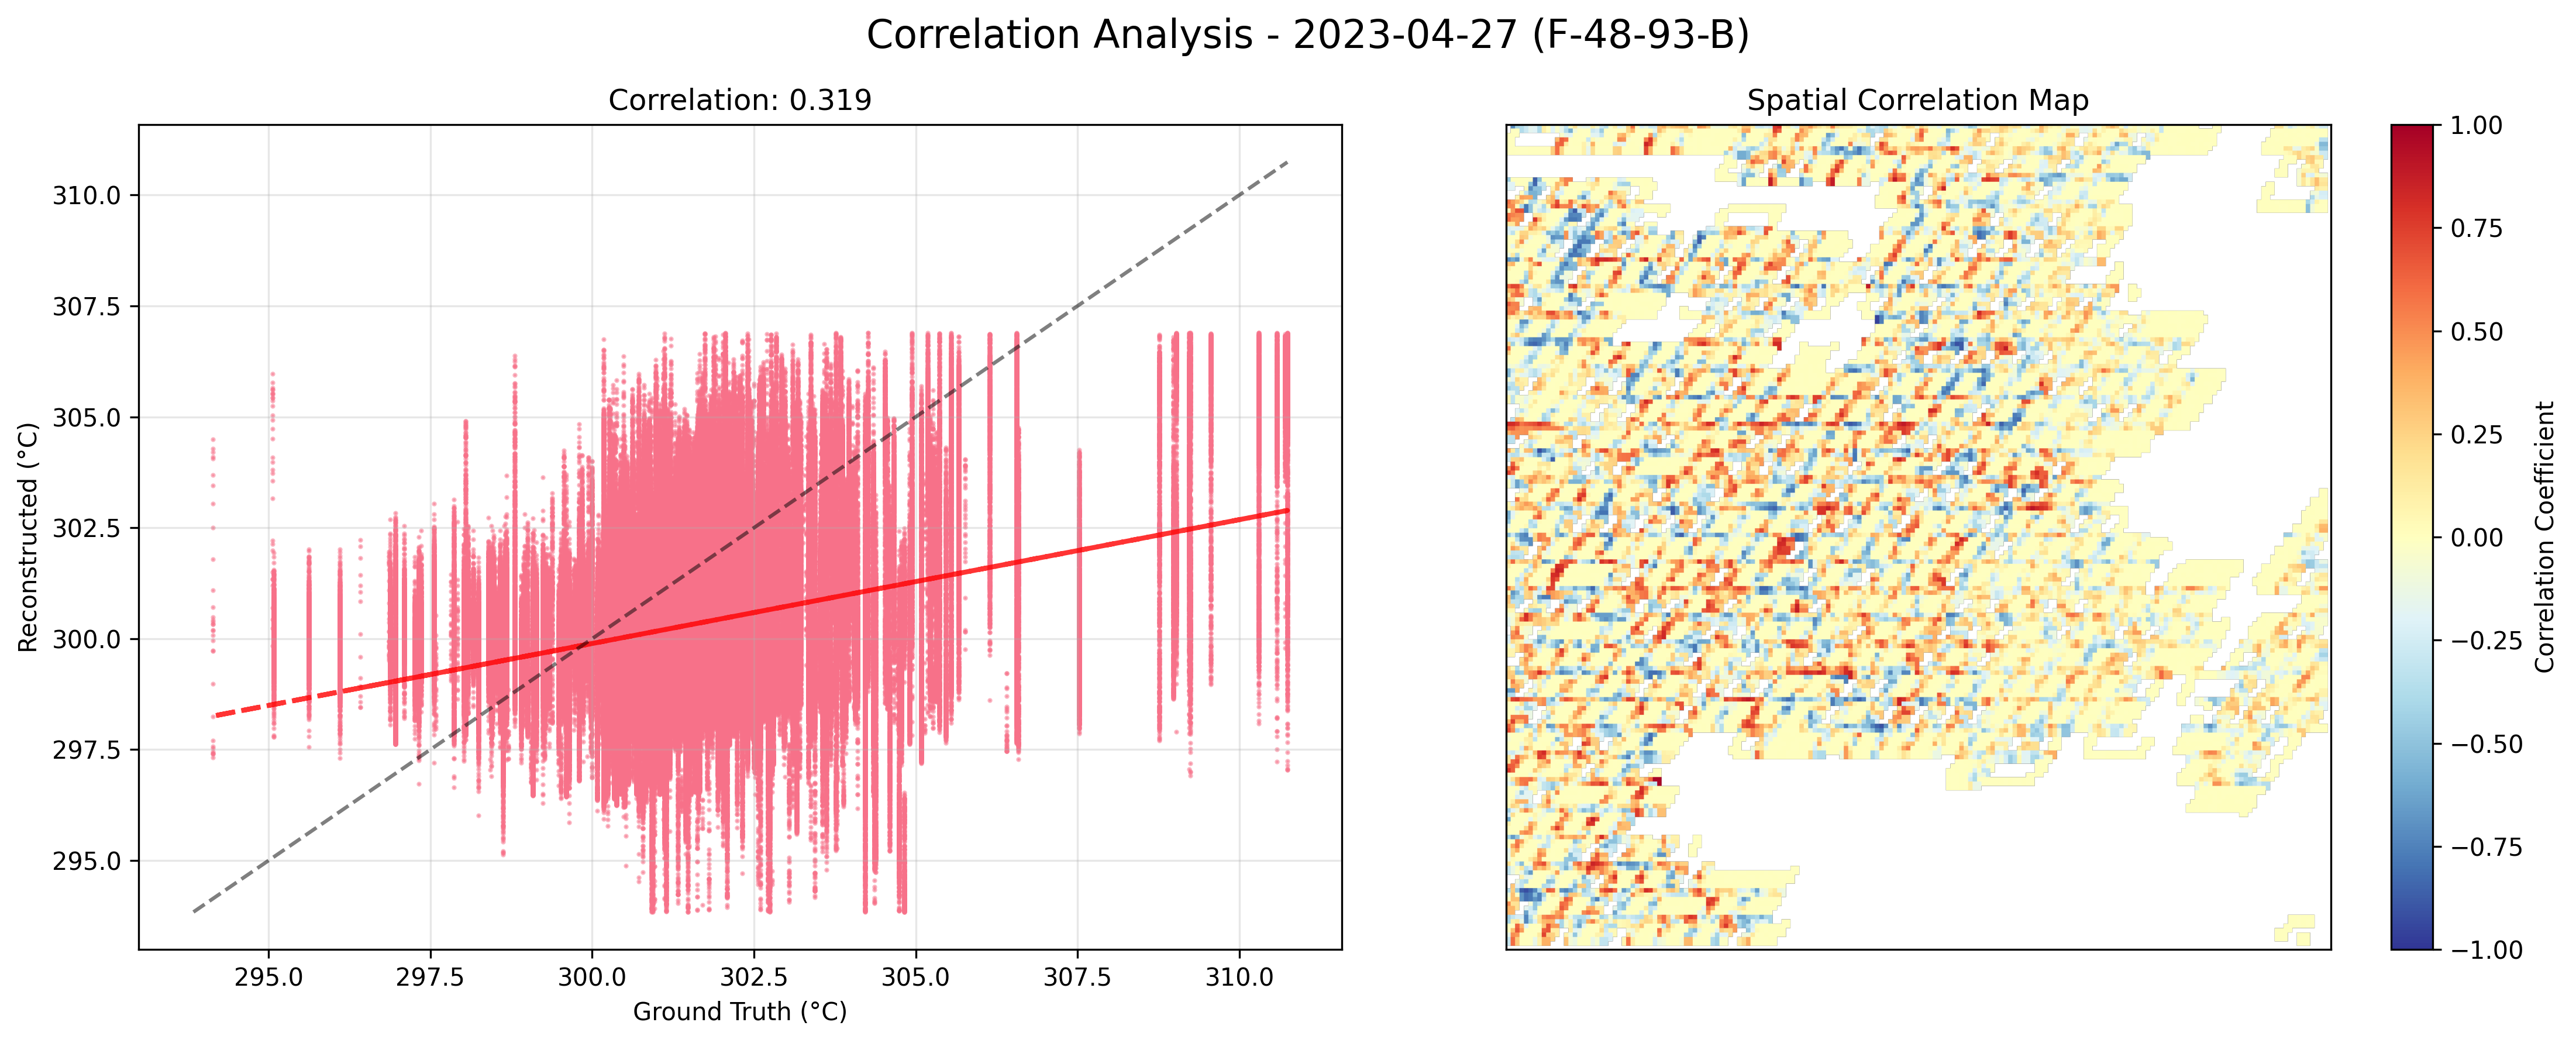 Correlation Analysis - 2023-04-27 (F-48-93-B)
Correlation: 0.319
310.0
307.5
305.0
302.5
300.0
297.5
295.0
Reconstructed (°C)
295.0 297.5 300.0 302.5 305.0 307.5 310.0
Ground Truth (°C)
Spatial Correlation Map
1.00
0.75
0.50
0.25
0.00
−0.25
−0.50
−0.75
−1.00
Correlation Coefficient